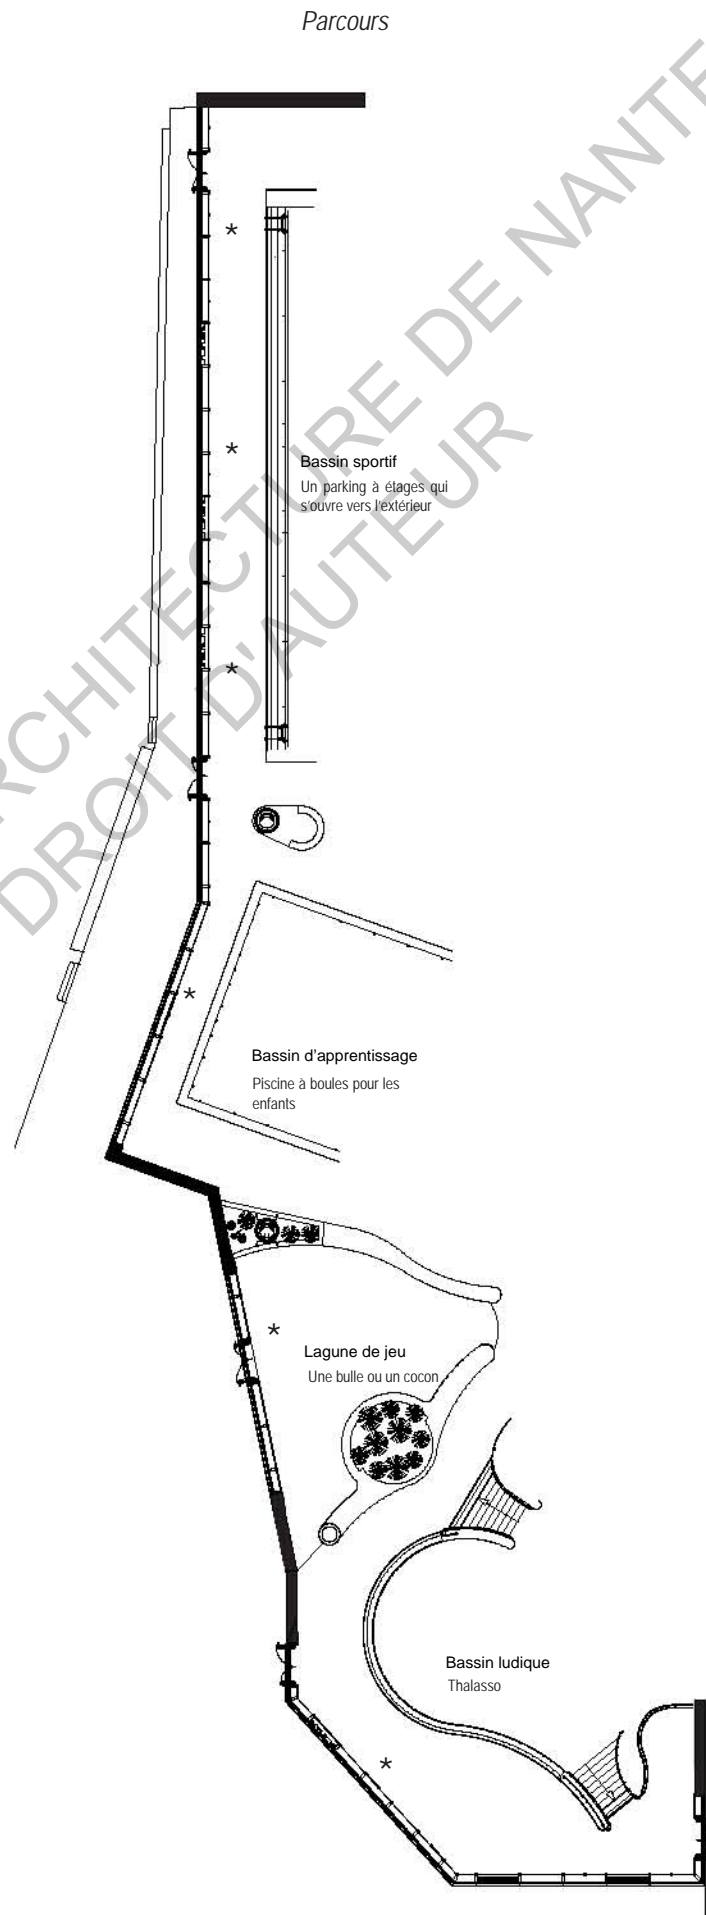 Parcours
ARCHITECTURE DE NANTE
DROIT D'AUTEUR
*
*
Bassin sportif
Un parking à étages qui
s'ouvre vers l'extérieur
*
*
Bassin d'apprentissage
Piscine à boules pour les
enfants
*
Lagune de jeu
Une bulle ou un cocon
Bassin ludique
Thalasso
*